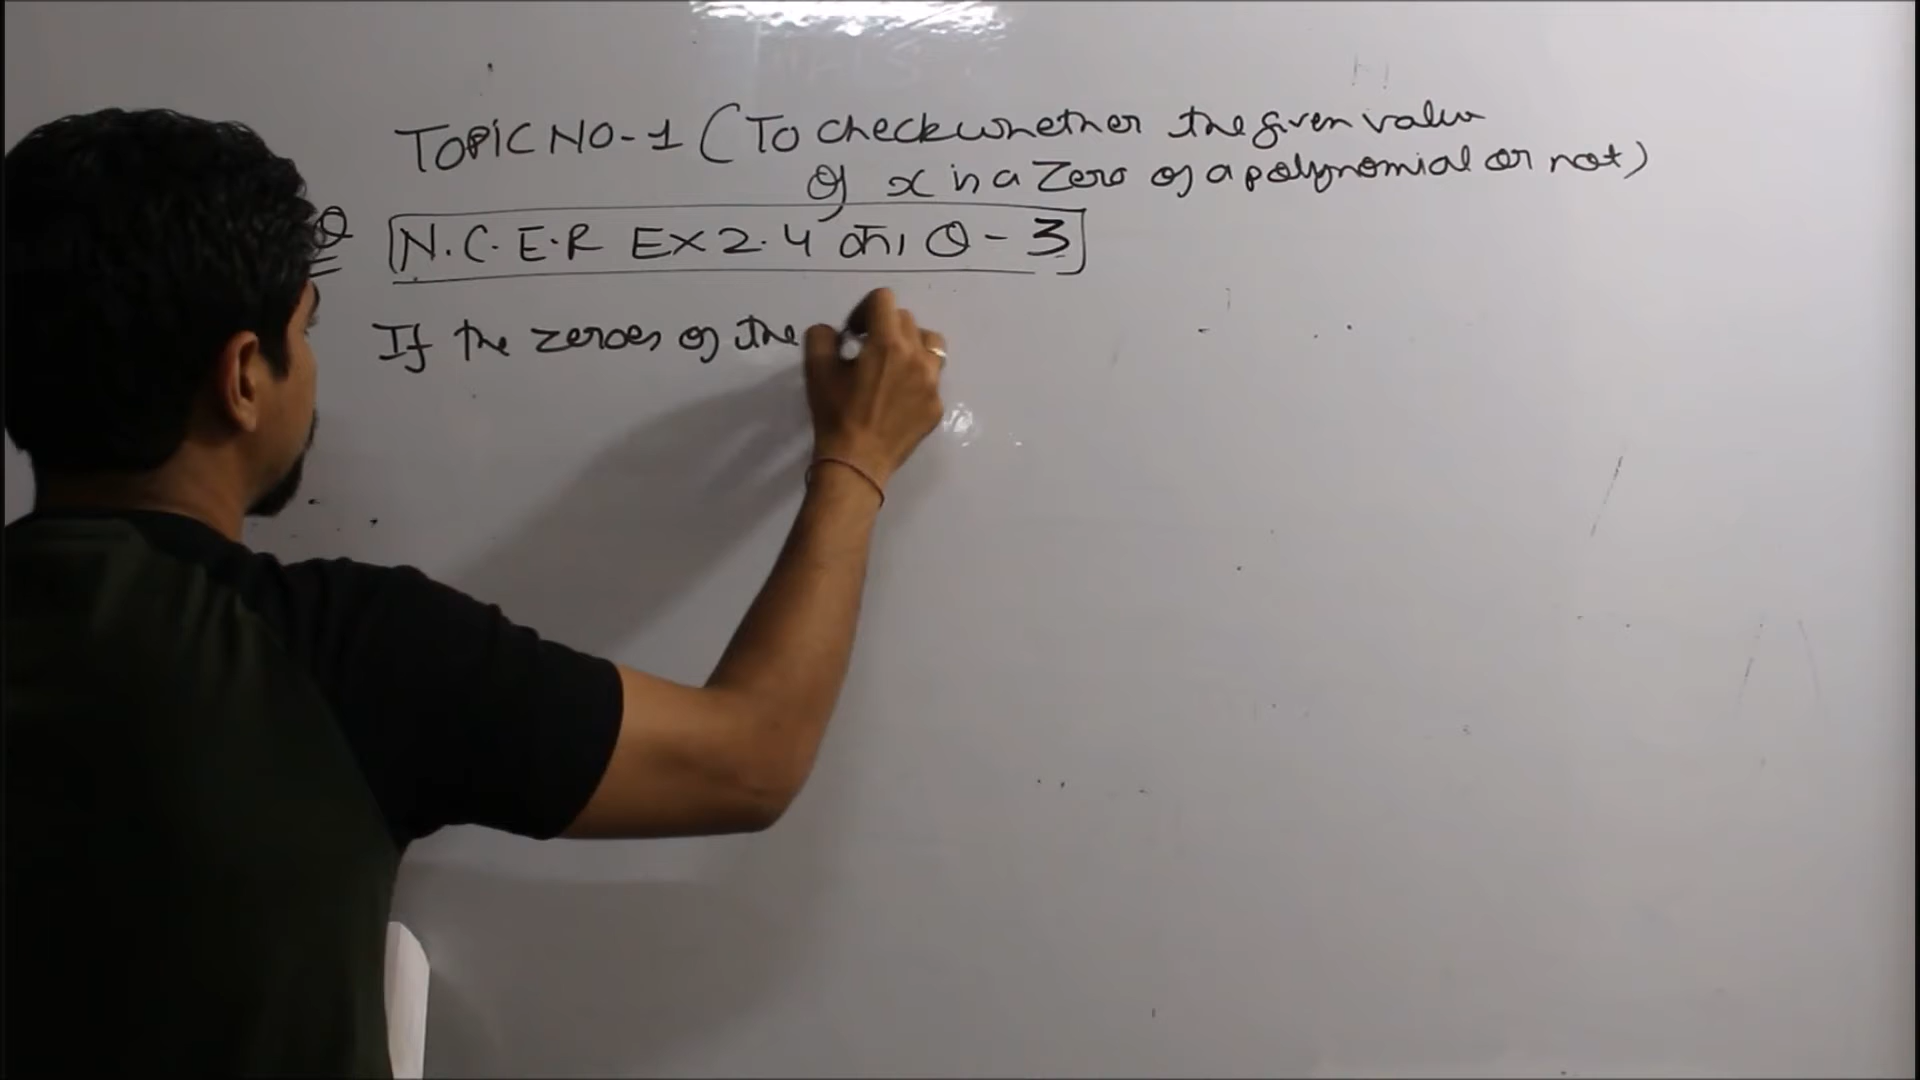 TOPIC NO-1 (To check whether the given value
of x is a Zero of a polynomial or not)
Q N.C.E.R EX 2.4 का Q-3
If the zeroes of the